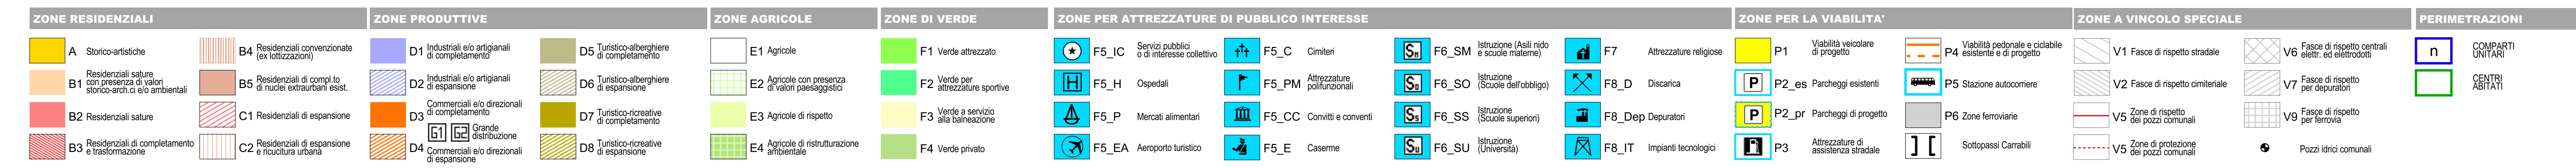 ZONE RESIDENZIALI
A Storico-artistiche
B1 Residenziali sature
con presenza di valori
storico-arch.ci e/o ambientali
B2 Residenziali sature
B3 Residenziali di completamento
e trasformazione
B4 Residenziali convenzionate
(ex lottizzazioni)
B5 Residenziali di compl.to
di nuclei extraurbani esist.
C1 Residenziali di espansione
C2 Residenziali di espansione
e ricucitura urbana
ZONE PRODUTTIVE
D1 Industriali e/o artigianali
di completamento
D2 Industriali e/o artigianali
di espansione
D3 Commerciali e/o direzionali
di completamento
G1 G2 Grande
distribuzione
D4 Commerciali e/o direzionali
di espansione
D5 Turistico-alberghiere
di completamento
D6 Turistico-alberghiere
di espansione
D7 Turistico-ricreative
di completamento
D8 Turistico-ricreative
di espansione
ZONE AGRICOLE
E1 Agricole
E2 Agricole con presenza
di valori paesaggistici
E3 Agricole di rispetto
E4 Agricole di ristrutturazione
ambientale
ZONE DI VERDE
F1 Verde attrezzato
F2 Verde per
attrezzature sportive
F3 Verde a servizio
alla balneazione
F4 Verde privato
ZONE PER ATTREZZATURE DI PUBBLICO INTERESSE
F5_IC Servizi pubblici
o di interesse collettivo
H F5_H Ospedali
F5_P Mercati alimentari
F5_EA Aeroporto turistico
F5_C Cimiteri
F5_PM Attrezzature
polifunzionali
F5_CC Convitti e conventi
F5_E Caserme
SM F6_SM Istruzione (Asili nido
e scuole materne)
SO F6_SO Istruzione
(Scuole dell'obbligo)
SS F6_SS Istruzione
(Scuole superiori)
SU F6_SU Istruzione
(Università)
F7 Attrezzature religiose
F8_D Discarica
F8_Dep Depuratori
F8_IT Impianti tecnologici
ZONE PER LA VIABILITA'
P1 Viabilità veicolare
di progetto
P P2_es Parcheggi esistenti
P P2_pr Parcheggi di progetto
P3 Attrezzature di
assistenza stradale
P4 Viabilità pedonale e ciclabile
esistente e di progetto
P5 Stazione autocorriere
P6 Zone ferroviarie
Sottopassi Carrabili
ZONE A VINCOLO SPECIALE
V1 Fasce di rispetto stradale
V2 Fasce di rispetto cimiteriale
V5 Zone di rispetto
dei pozzi comunali
V5 Zone di protezione
dei pozzi comunali
V6 Fasce di rispetto centrali
elettr. ed elettrodotti
V7 Fasce di rispetto
per depuratori
V9 Fasce di rispetto
per ferrovia
Pozzi idrici comunali
PERIMETRAZIONI
n COMPARTI
UNITARI
CENTRI
ABITATI